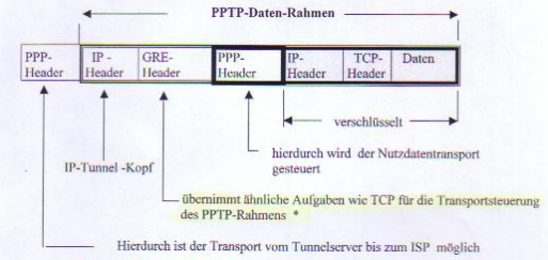 PPTP-Daten-Rahmen
PPP-Header
IP - Header
GRE-Header
PPP-Header
IP-Header
TCP-Header
Daten
verschlüsselt
hierdurch wird der Nutzdatentransport
gesteuert
IP-Tunnel -Kopf
übernimmt ähnliche Aufgaben wie TCP für die Transportsteuerung
des PPTP-Rahmens *
Hierdurch ist der Transport vom Tunnelserver bis zum ISP möglich